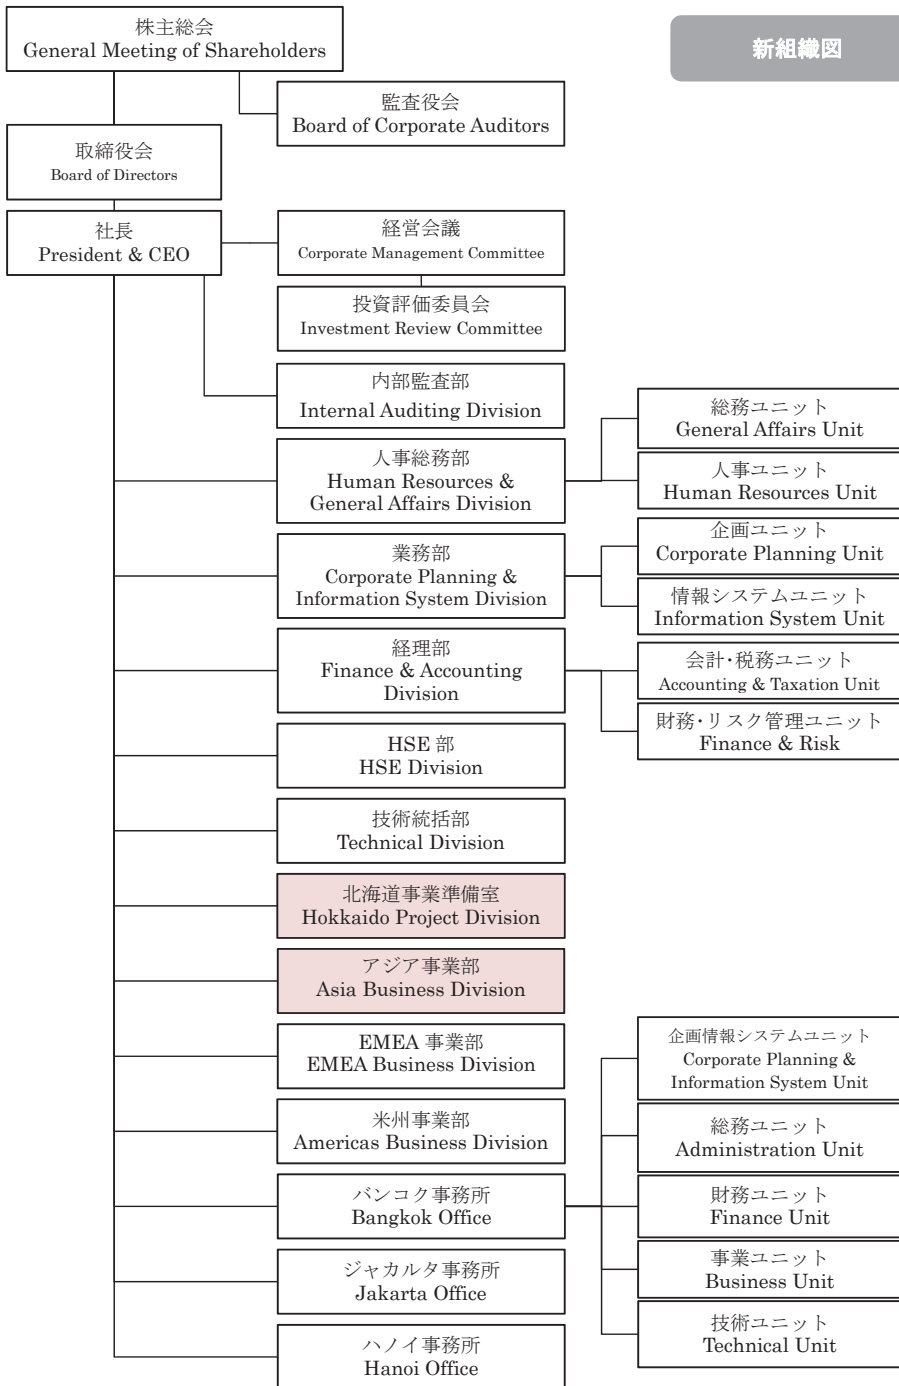 株主総会
General Meeting of Shareholders
新組織図
監査役会
Board of Corporate Auditors
取締役会
Board of Directors
社長
President & CEO
経営会議
Corporate Management Committee
投資評価委員会
Investment Review Committee
内部監査部
Internal Auditing Division
人事総務部
Human Resources &
General Affairs Division
総務ユニット
General Affairs Unit
人事ユニット
Human Resources Unit
業務部
Corporate Planning &
Information System Division
企画ユニット
Corporate Planning Unit
情報システムユニット
Information System Unit
経理部
Finance & Accounting
Division
会計・税務ユニット
Accounting & Taxation Unit
財務・リスク管理ユニット
Finance & Risk
HSE 部
HSE Division
技術統括部
Technical Division
北海道事業準備室
Hokkaido Project Division
アジア事業部
Asia Business Division
EMEA 事業部
EMEA Business Division
米州事業部
Americas Business Division
バンコク事務所
Bangkok Office
企画情報システムユニット
Corporate Planning &
Information System Unit
総務ユニット
Administration Unit
財務ユニット
Finance Unit
事業ユニット
Business Unit
技術ユニット
Technical Unit
ジャカルタ事務所
Jakarta Office
ハノイ事務所
Hanoi Office